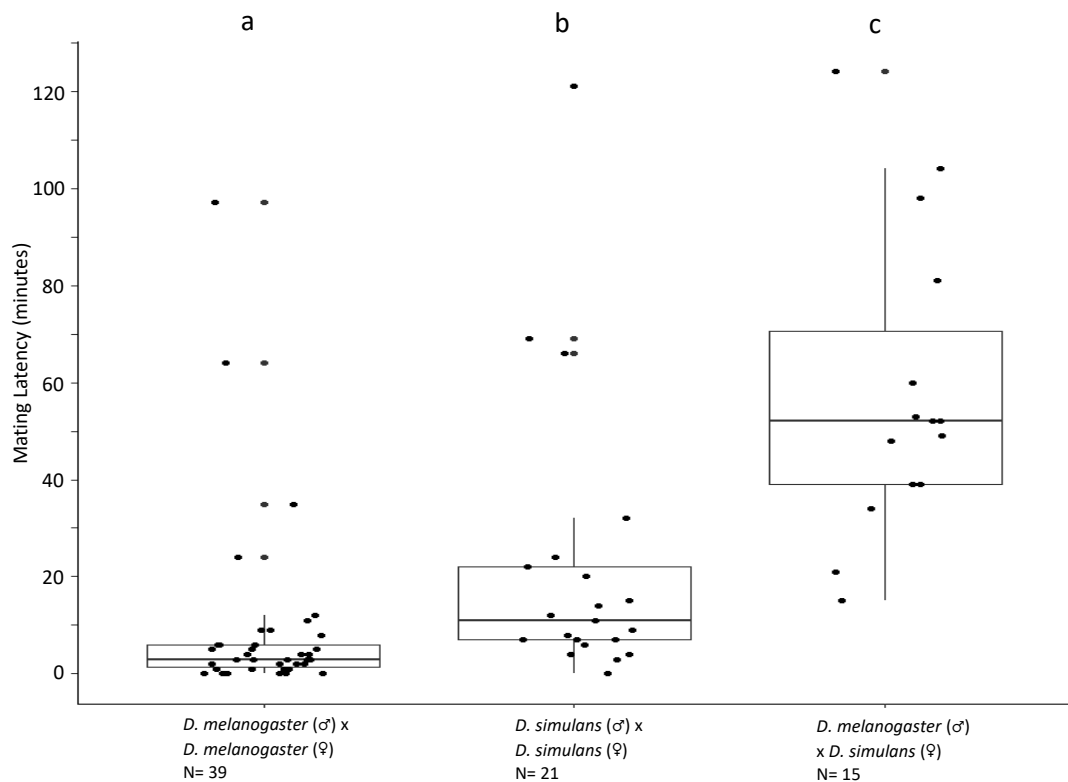 a b c
Mating Latency (minutes)
120
100
80
60
40
20
0
D. melanogaster (♂) x
D. melanogaster (♀)
N= 39
D. simulans (♂) x
D. simulans (♀)
N= 21
D. melanogaster (♂)
x D. simulans (♀)
N= 15